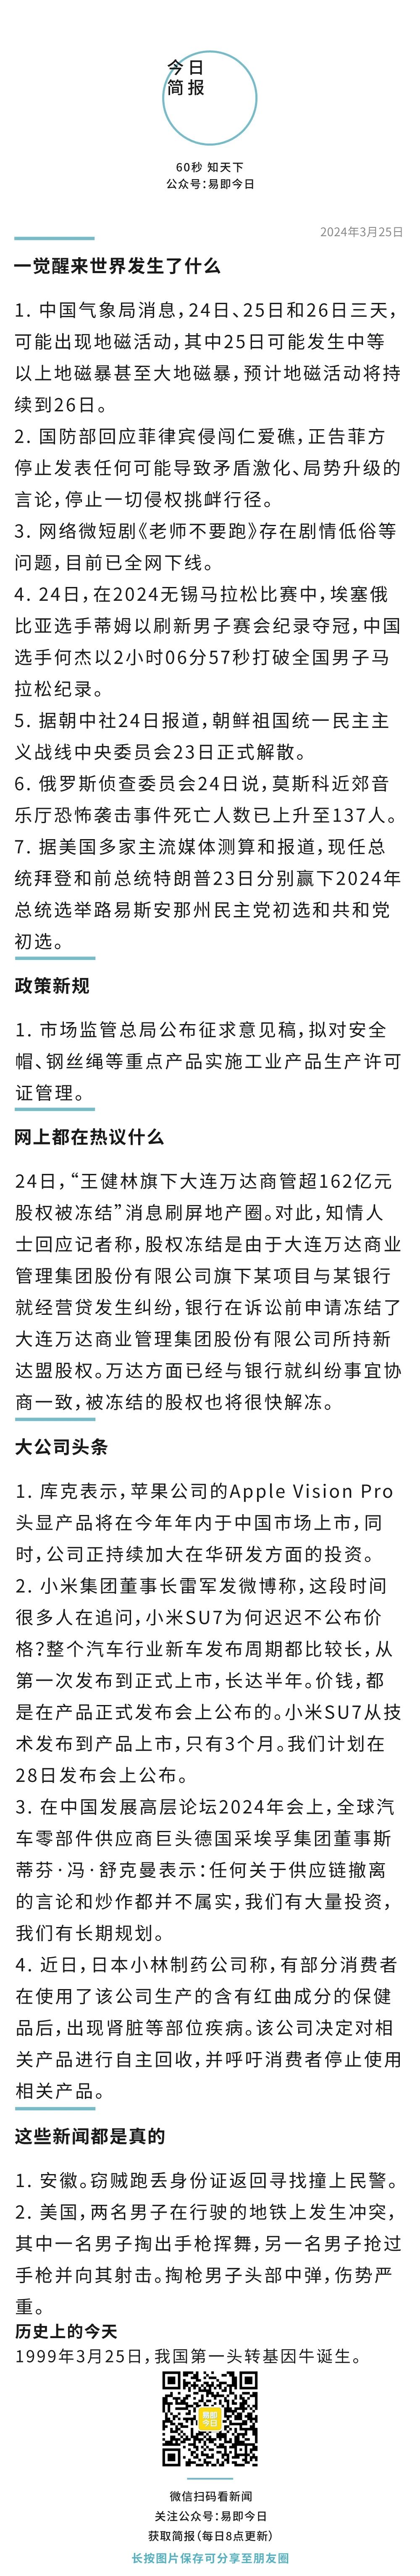 今日
简报
60秒 知天下
公众号：易即今日
2024年3月25日
一觉醒来世界发生了什么
1. 中国气象局消息，24日、25日和26日三天，
可能出现地磁活动，其中25日可能发生中等
以上地磁暴甚至大地磁暴，预计地磁活动将持
续到26日。
2. 国防部回应菲律宾侵闯仁爱礁，正告菲方
停止发表任何可能导致矛盾激化、局势升级的
言论，停止一切侵权挑衅行径。
3. 网络微短剧《老师不要跑》存在剧情低俗等
问题，目前已全网下线。
4. 24日，在2024无锡马拉松比赛中，埃塞俄
比亚选手蒂姆以刷新男子赛会纪录夺冠，中国
选手何杰以2小时06分57秒打破全国男子马
拉松纪录。
5. 据朝中社24日报道，朝鲜祖国统一民主主
义战线中央委员会23日正式解散。
6. 俄罗斯侦查委员会24日说，莫斯科近郊音
乐厅恐怖袭击事件死亡人数已上升至137人。
7. 据美国多家主流媒体测算和报道，现任总
统拜登和前总统特朗普23日分别赢下2024年
总统选举路易斯安那州民主党初选和共和党
初选。
政策新规
1. 市场监管总局公布征求意见稿，拟对安全
帽、钢丝绳等重点产品实施工业产品生产许可
证管理。
网上都在热议什么
24日，“王健林旗下大连万达商管超162亿元
股权被冻结”消息刷屏地产圈。对此，知情人
士回应记者称，股权冻结是由于大连万达商业
管理集团股份有限公司旗下某项目与某银行
就经营贷发生纠纷，银行在诉讼前申请冻结了
大连万达商业管理集团股份有限公司所持新
达盟股权。万达方面已经与银行就纠纷事宜协
商一致，被冻结的股权也将很快解冻。
大公司头条
1. 库克表示，苹果公司的Apple Vision Pro
头显产品将在今年年内于中国市场上市，同
时，公司正持续加大在华研发方面的投资。
2. 小米集团董事长雷军发微博称，这段时间
很多人在追问，小米SU7为何迟迟不公布价
格？整个汽车行业新车发布周期都比较长，从
第一次发布到正式上市，长达半年。价钱，都
是在产品正式发布会上公布的。小米SU7从技
术发布到产品上市，只有3个月。我们计划在
28日发布会上公布。
3. 在中国发展高层论坛2024年会上，全球汽
车零部件供应商巨头德国采埃孚集团董事斯
蒂芬·冯·舒克曼表示：任何关于供应链撤离
的言论和炒作都并不属实，我们有大量投资，
我们有长期规划。
4. 近日，日本小林制药公司称，有部分消费者
在使用了该公司生产的含有红曲成分的保健
品后，出现肾脏等部位疾病。该公司决定对相
关产品进行自主回收，并呼吁消费者停止使用
相关产品。
这些新闻都是真的
1. 安徽。窃贼跑丢身份证返回寻找撞上民警。
2. 美国，两名男子在行驶的地铁上发生冲突，
其中一名男子掏出手枪挥舞，另一名男子抢过
手枪并向其射击。掏枪男子头部中弹，伤势严
重。
历史上的今天
1999年3月25日，我国第一头转基因牛诞生。
易即
今日
微信扫码看新闻
关注公众号：易即今日
获取简报（每日8点更新）
长按图片保存可分享至朋友圈